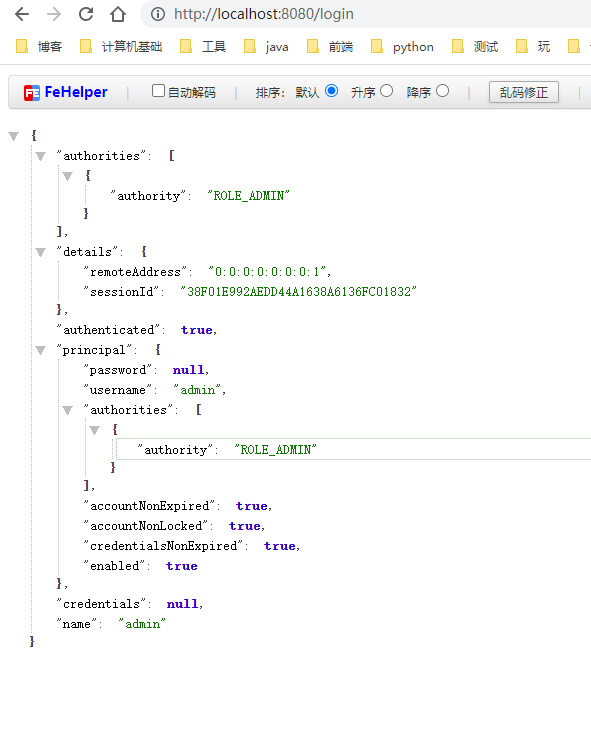 http://localhost:8080/login
博客 计算机基础 工具 java 前端 python 测试 玩
FE FeHelper | 自动解码 | 排序: 默认 升序 降序 | 乱码修正 |
{
"authorities": [
{
"authority": "ROLE_ADMIN"
}
],
"details": {
"remoteAddress": "0:0:0:0:0:0:0:1",
"sessionId": "38F01E992AEDD44A1638A6136FC01832"
},
"authenticated": true,
"principal": {
"password": null,
"username": "admin",
"authorities": [
{
"authority": "ROLE_ADMIN"
}
],
"accountNonExpired": true,
"accountNonLocked": true,
"credentialsNonExpired": true,
"enabled": true
},
"credentials": null,
"name": "admin"
}